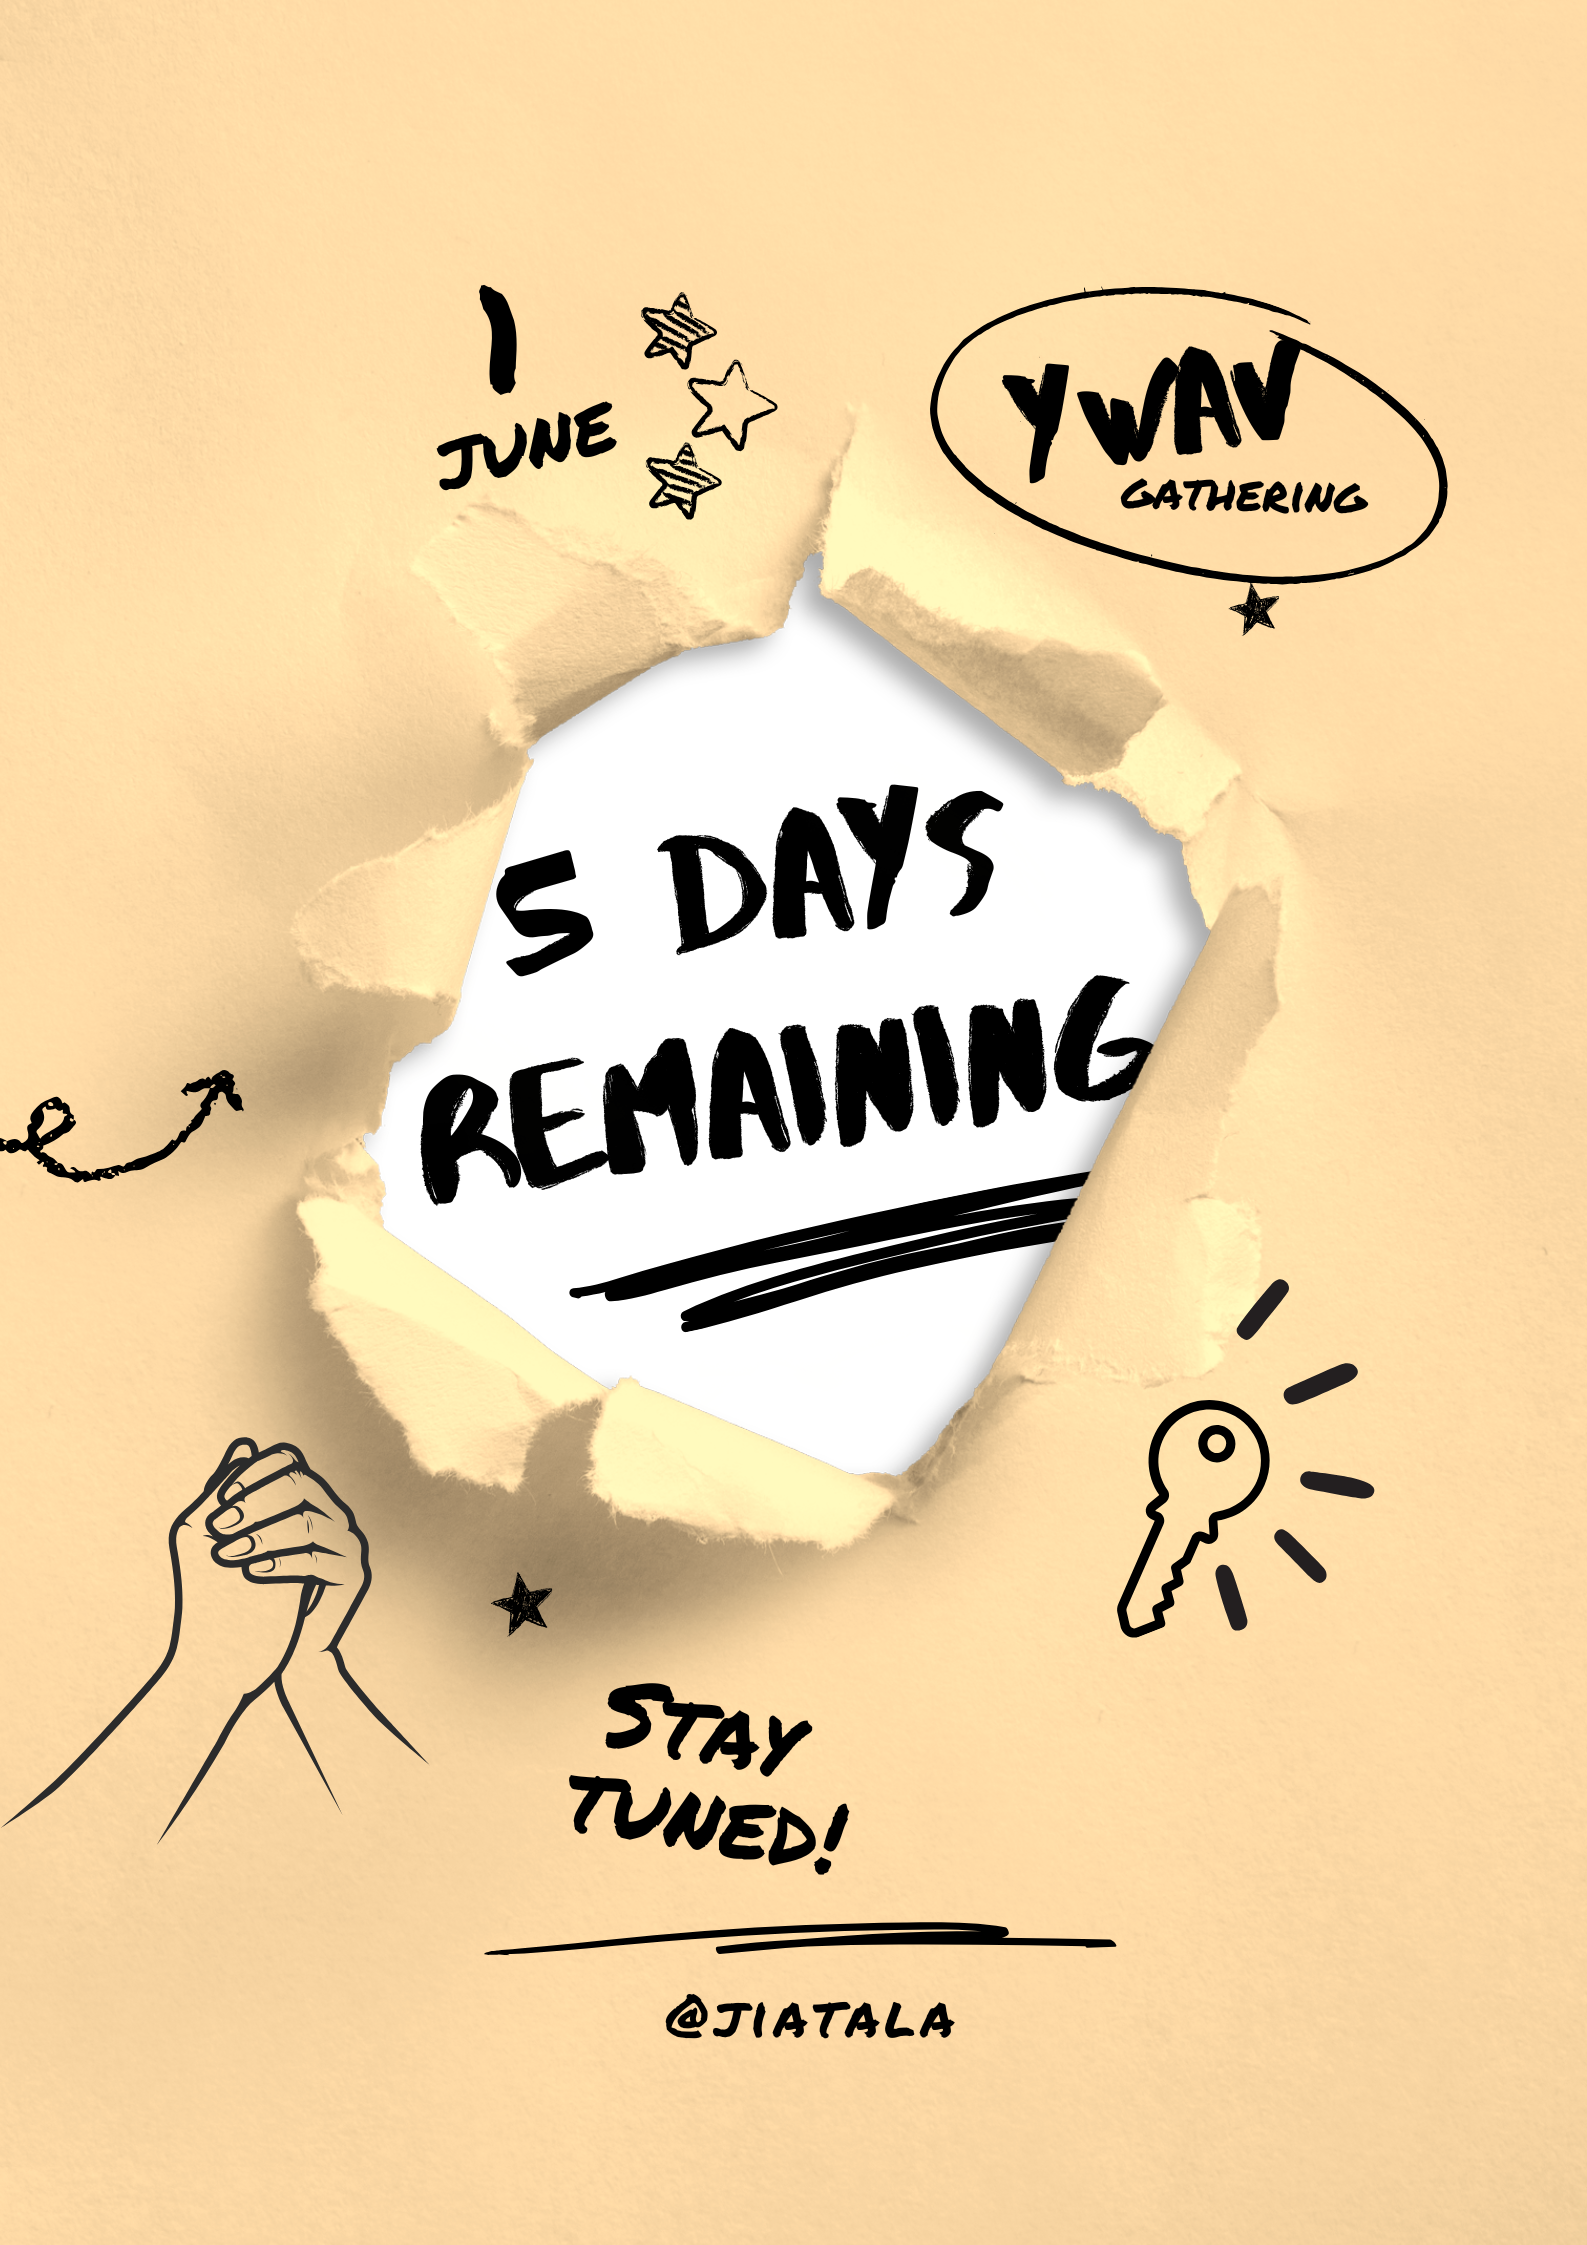 1
JUNE
YWAV
GATHERING
5 DAYS
REMAINING
STAY
TUNED!
@JIATALA